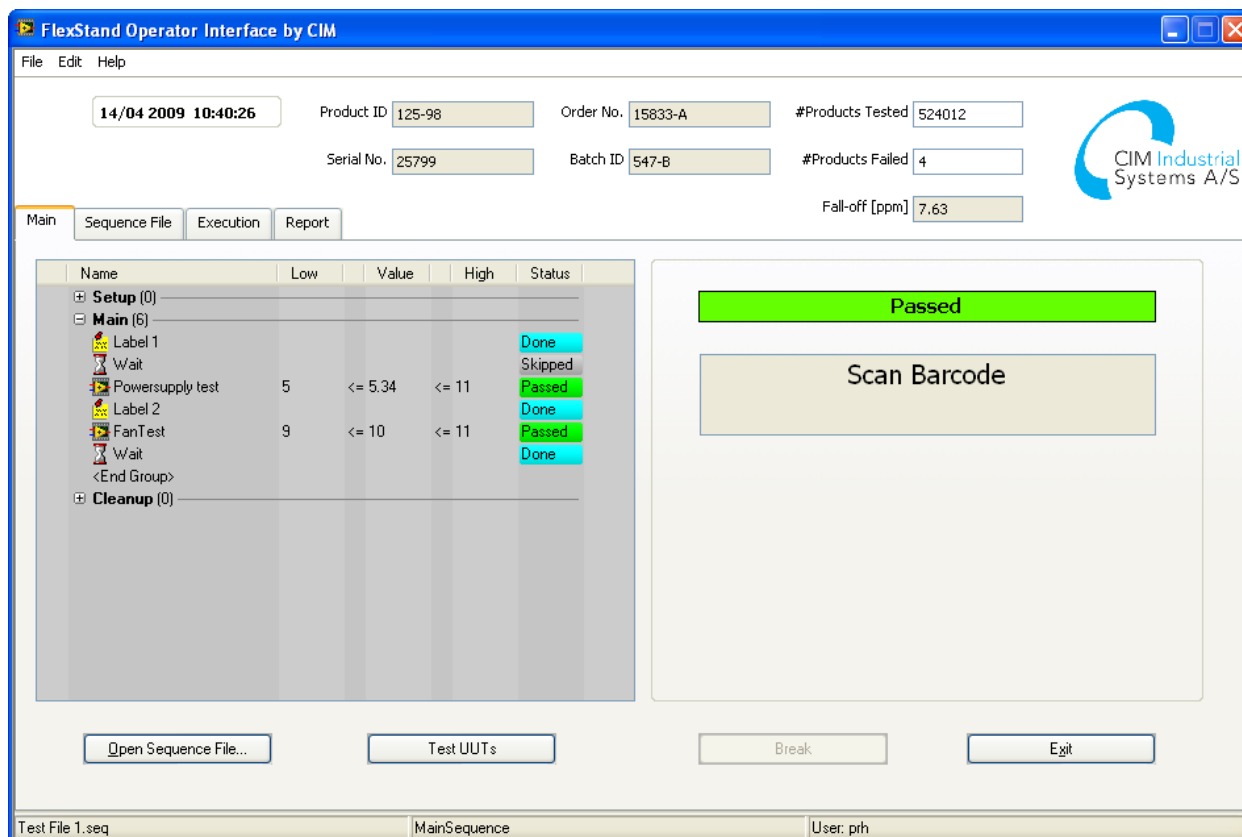 FlexStand Operator Interface by CIM
File Edit Help
14/04 2009 10:40:26
Product ID 125-98
Order No. 15833-A
#Products Tested 524012
Serial No. 25799
Batch ID 547-B
#Products Failed 4
Fall-off [ppm] 7.63
CIM Industrial
Systems A/S
Main Sequence File Execution Report
Name Low Value High Status
Setup (0)
Main (6)
Label 1 Done
Wait Skipped
Powersupply test 5 <= 5.34 <= 11 Passed
Label 2 Done
FanTest 9 <= 10 <= 11 Passed
Wait Done
<End Group>
Cleanup (0)
Passed
Scan Barcode
Open Sequence File... Test UUTs Break Exit
Test File 1.seq MainSequence User: prh